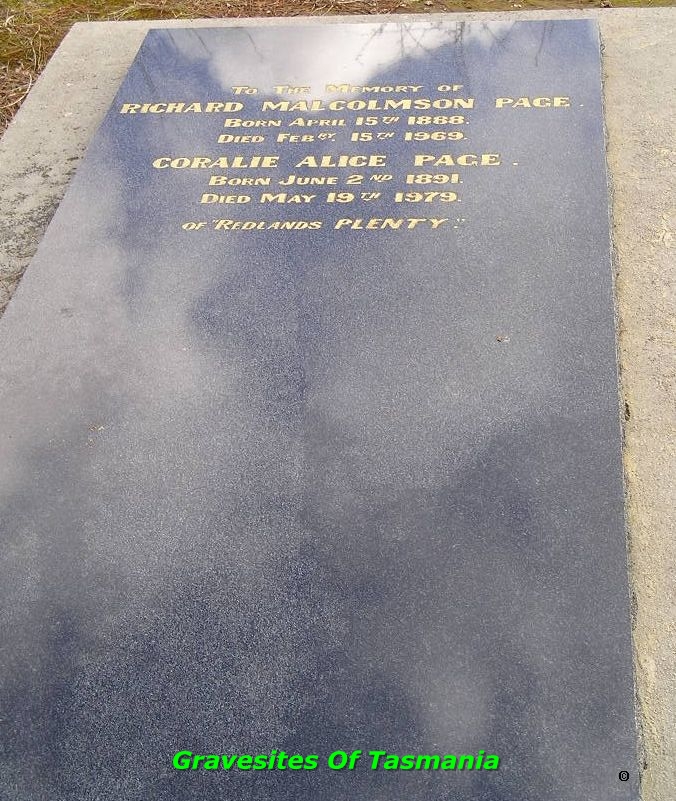 To The Memory of
RICHARD MALCOLMSON PAGE.
Born April 15TH 1888.
Died FebRY. 15TH 1969.
CORALIE ALICE PAGE.
Born June 2ND 1891.
Died May 19TH 1979.
of "Redlands PLENTY".
Gravesites Of Tasmania